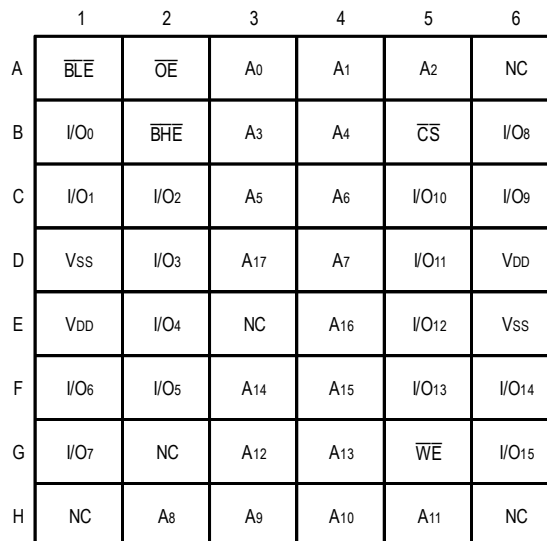 1 2 3 4 5 6
A BLE OE A0 A1 A2 NC
B I/O0 BHE A3 A4 CS I/O8
C I/O1 I/O2 A5 A6 I/O10 I/O9
D VSS I/O3 A17 A7 I/O11 VDD
E VDD I/O4 NC A16 I/O12 VSS
F I/O6 I/O5 A14 A15 I/O13 I/O14
G I/O7 NC A12 A13 WE I/O15
H NC A8 A9 A10 A11 NC